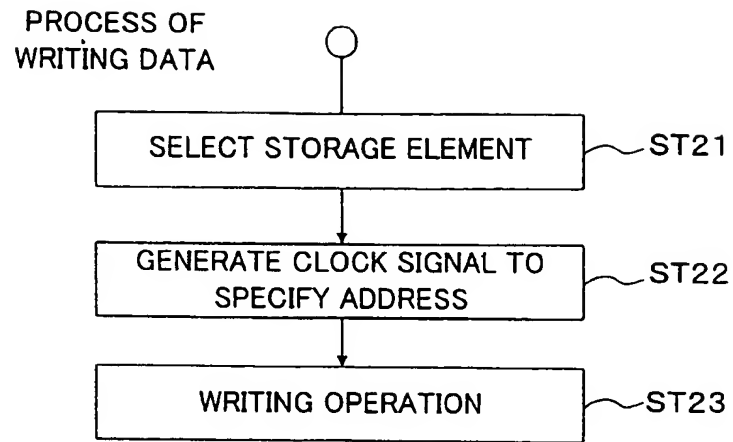 PROCESS OF
WRITING DATA
SELECT STORAGE ELEMENT
ST21
GENERATE CLOCK SIGNAL TO
SPECIFY ADDRESS
ST22
WRITING OPERATION
ST23